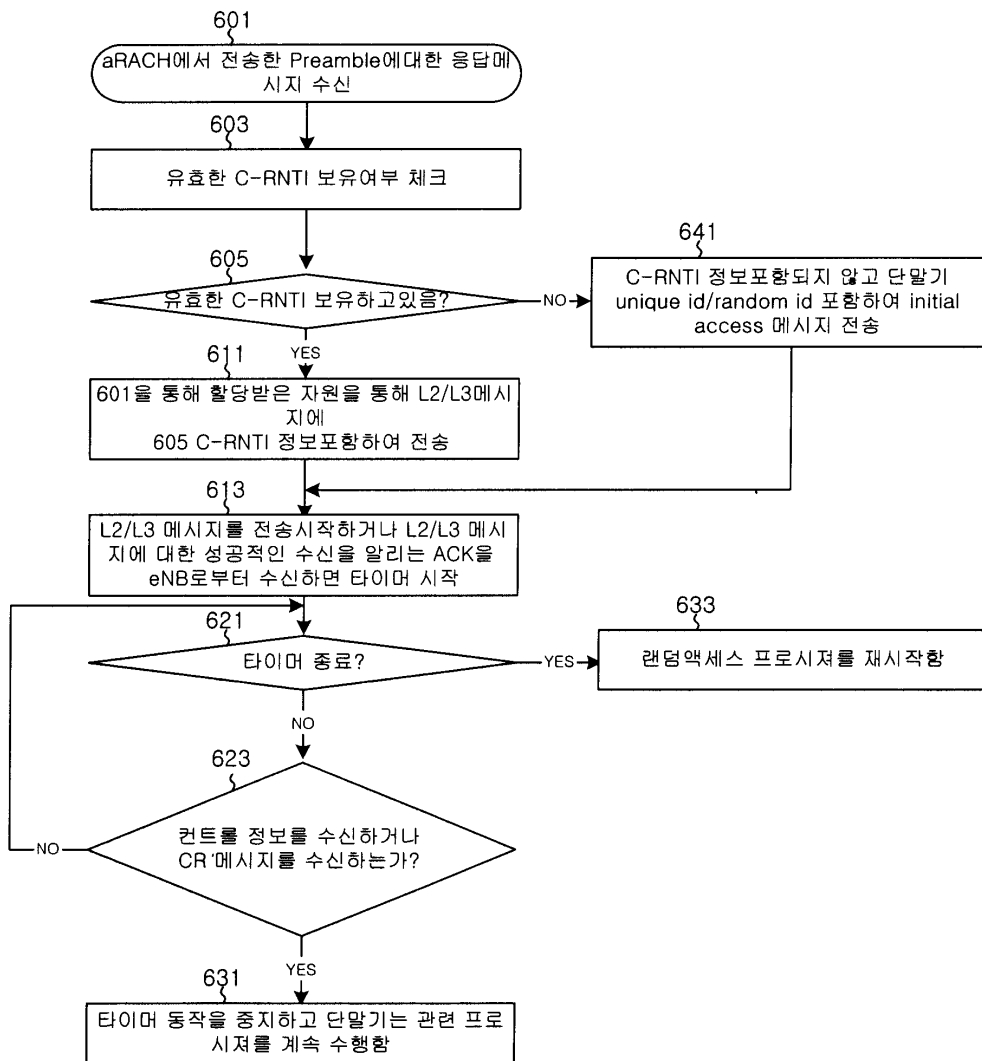 601
aRACH에서 전송한 Preamble에대한 응답메
시지 수신
603
유효한 C-RNTI 보유여부 체크
605
유효한 C-RNTI 보유하고있음?
NO
641
C-RNTI 정보포함되지 않고 단말기
unique id/random id 포함하여 initial
access 메시지 전송
YES
611
601을 통해 할당받은 자원을 통해 L2/L3메시
지에
605 C-RNTI 정보포함하여 전송
613
L2/L3 메시지를 전송시작하거나 L2/L3 메시
지에 대한 성공적인 수신을 알리는 ACK을
eNB로부터 수신하면 타이머 시작
621
타이머 종료?
YES
633
랜덤액세스 프로시져를 재시작함
NO
623
컨트롤 정보를 수신하거나
CR 메시지를 수신하는가?
NO
YES
631
타이머 동작을 중지하고 단말기는 관련 프로
시져를 계속 수행함